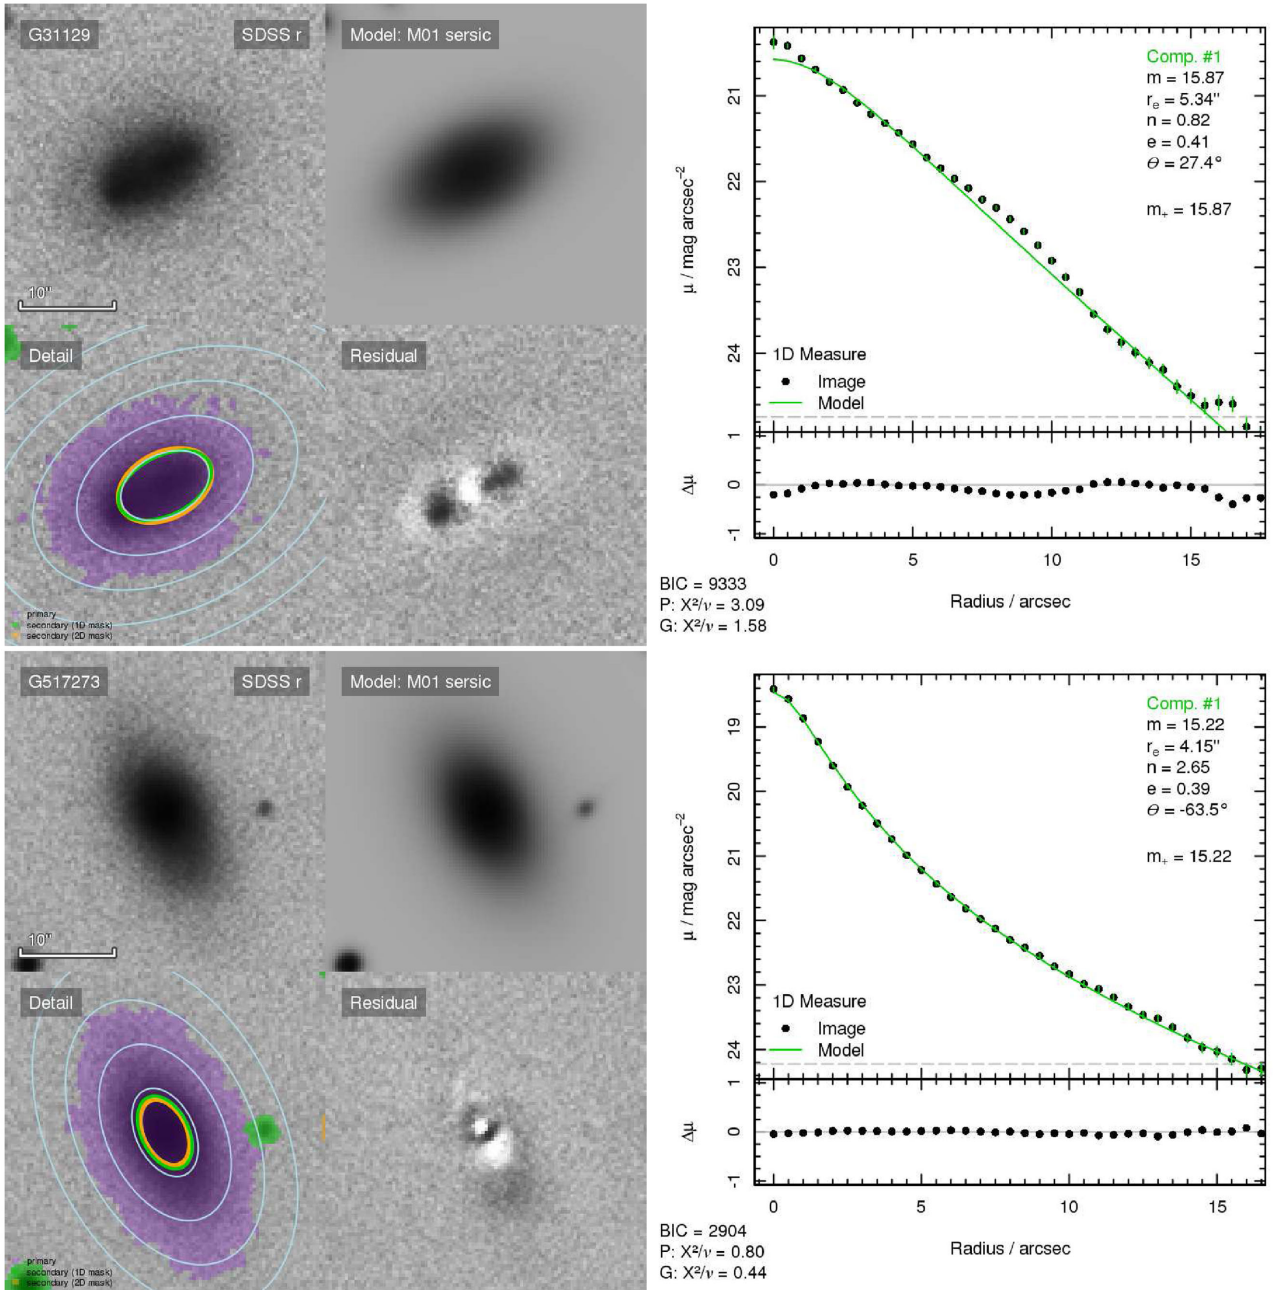 G31129 SDSS r Model: M01 sersic
10"
Detail Residual
primary
secondary (1D mask)
secondary (2D mask)
Comp. #1
m = 15.87
rₑ = 5.34"
n = 0.82
e = 0.41
Θ = 27.4°
m₊ = 15.87
21
22
23
24
μ / mag arcsec⁻²
1D Measure
Image
Model
1
0
-1
Δμ
0 5 10 15
Radius / arcsec
BIC = 9333
P: X²/ν = 3.09
G: X²/ν = 1.58
G517273 SDSS r Model: M01 sersic
10"
Detail Residual
primary
secondary (1D mask)
secondary (2D mask)
Comp. #1
m = 15.22
rₑ = 4.15"
n = 2.65
e = 0.39
Θ = -63.5°
m₊ = 15.22
19
20
21
22
23
24
μ / mag arcsec⁻²
1D Measure
Image
Model
1
0
-1
Δμ
0 5 10 15
Radius / arcsec
BIC = 2904
P: X²/ν = 0.80
G: X²/ν = 0.44